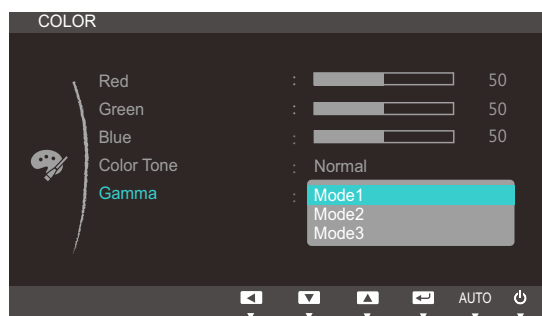 COLOR
Red : 50
Green : 50
Blue : 50
Color Tone : Normal
Gamma : Mode1
Mode2
Mode3
AUTO